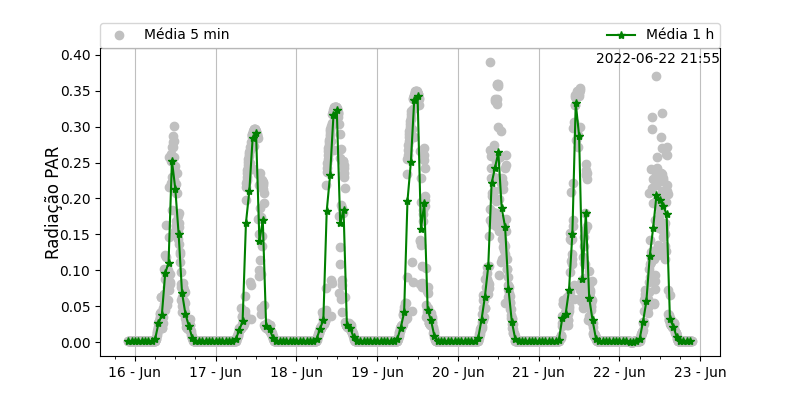 Média 5 min
Média 1 h
2022-06-22 21:55
Radiação PAR
0.40
0.35
0.30
0.25
0.20
0.15
0.10
0.05
0.00
16 - Jun
17 - Jun
18 - Jun
19 - Jun
20 - Jun
21 - Jun
22 - Jun
23 - Jun